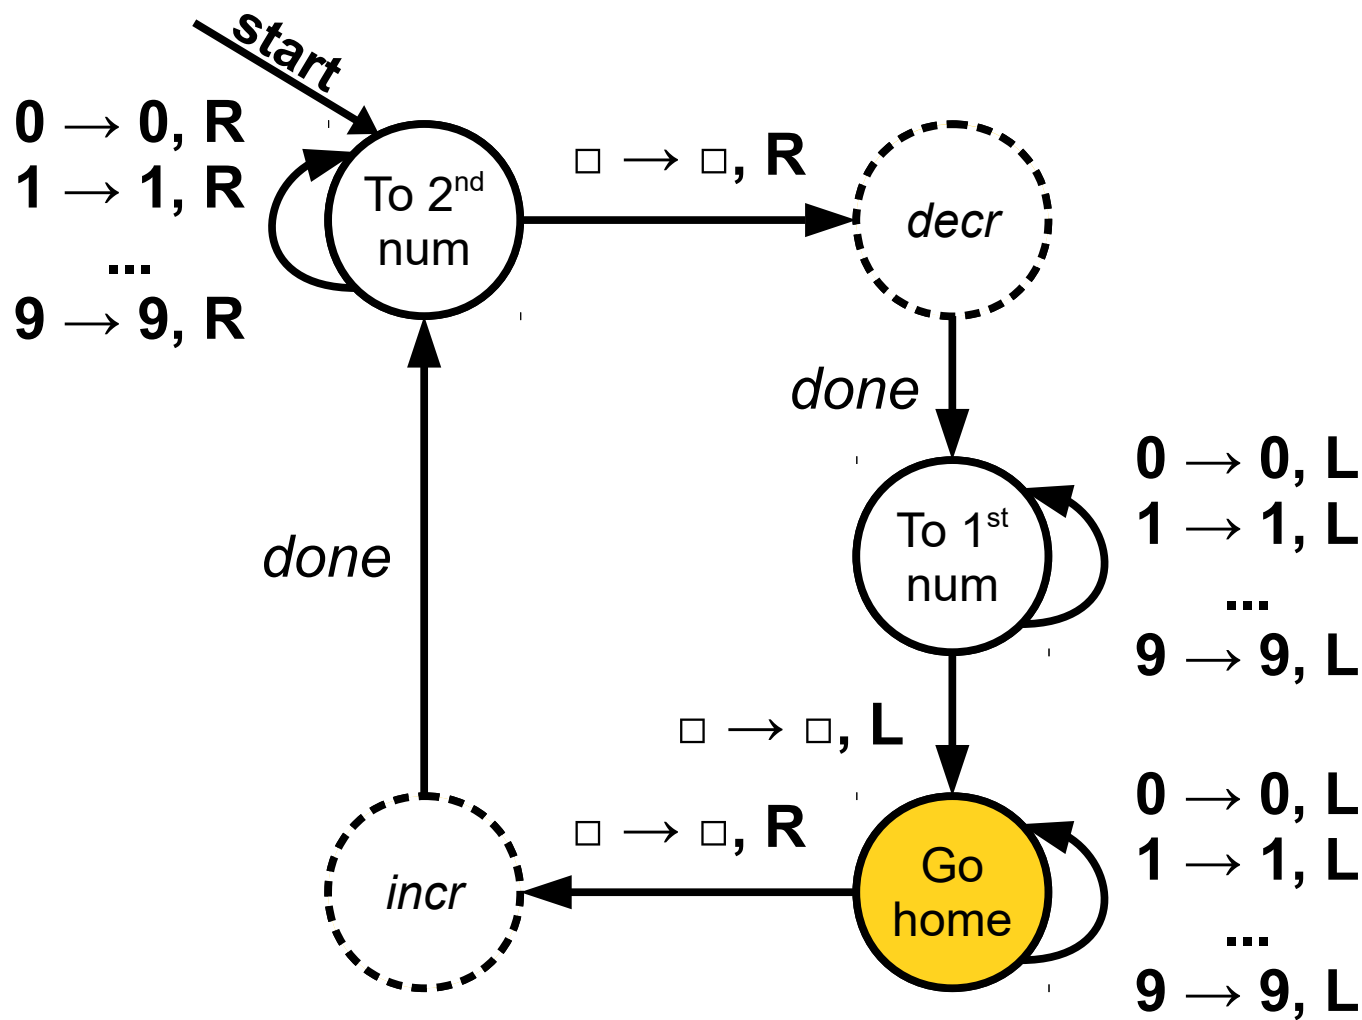 start
0 → 0, R
1 → 1, R
...
9 → 9, R
To 2nd
num
□ → □, R
decr
done
0 → 0, L
1 → 1, L
...
9 → 9, L
To 1st
num
done
□ → □, L
0 → 0, L
1 → 1, L
...
9 → 9, L
Go
home
□ → □, R
incr